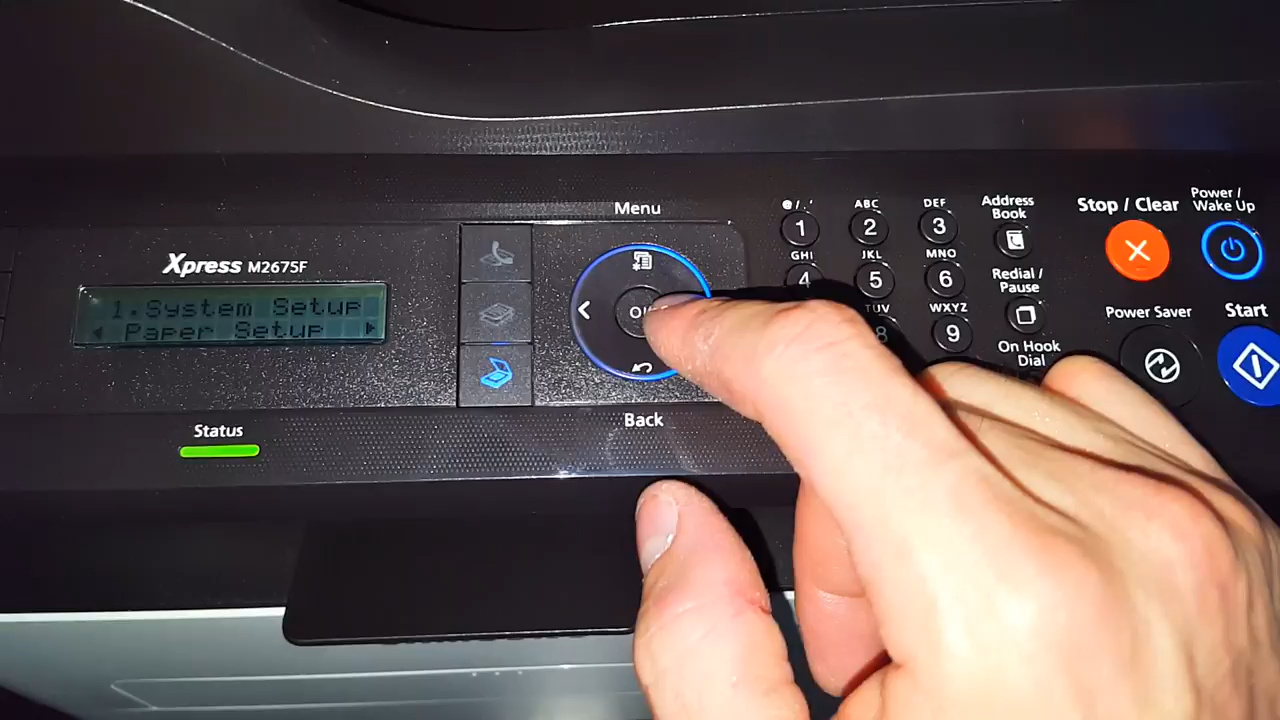 Menu
Xpress M2675F
1.System Setup
Paper Setup
Status
Back
@/.'
1
ABC
2
DEF
3
GHI
4
JKL
5
MNO
6
TUV
8
WXYZ
9
Address
Book
Redial /
Pause
On Hook
Dial
Stop / Clear
Power /
Wake Up
Power Saver
Start